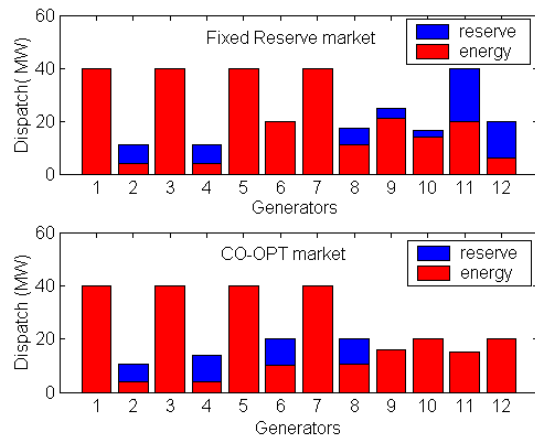 60
Fixed Reserve market
reserve
energy
40
20
0
Dispatch( MW)
1 2 3 4 5 6 7 8 9 10 11 12
Generators
60
CO-OPT market
reserve
energy
40
20
0
Dispatch (MW)
1 2 3 4 5 6 7 8 9 10 11 12
Generators